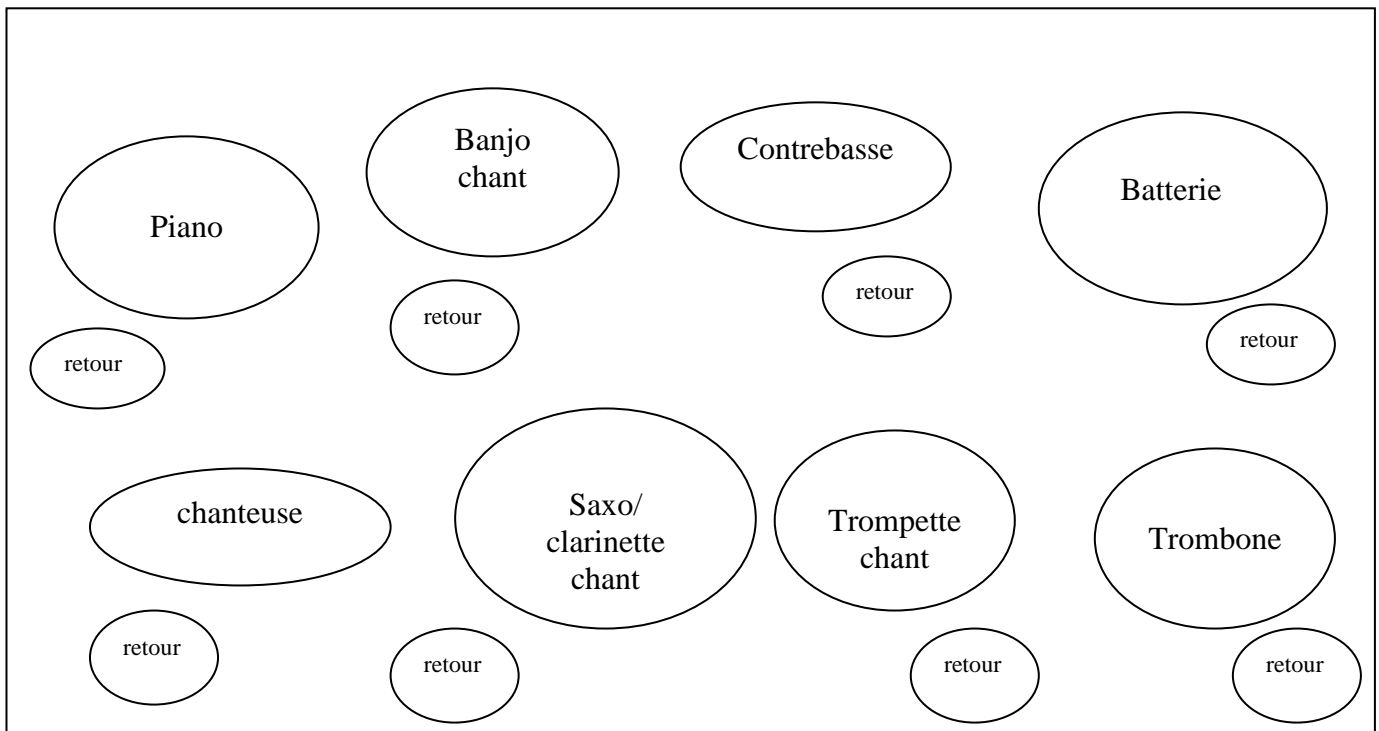 Piano
Banjo
chant
Contrebasse
Batterie
retour
retour
retour
retour
chanteuse
Saxo/
clarinette
chant
Trompette
chant
Trombone
retour
retour
retour
retour